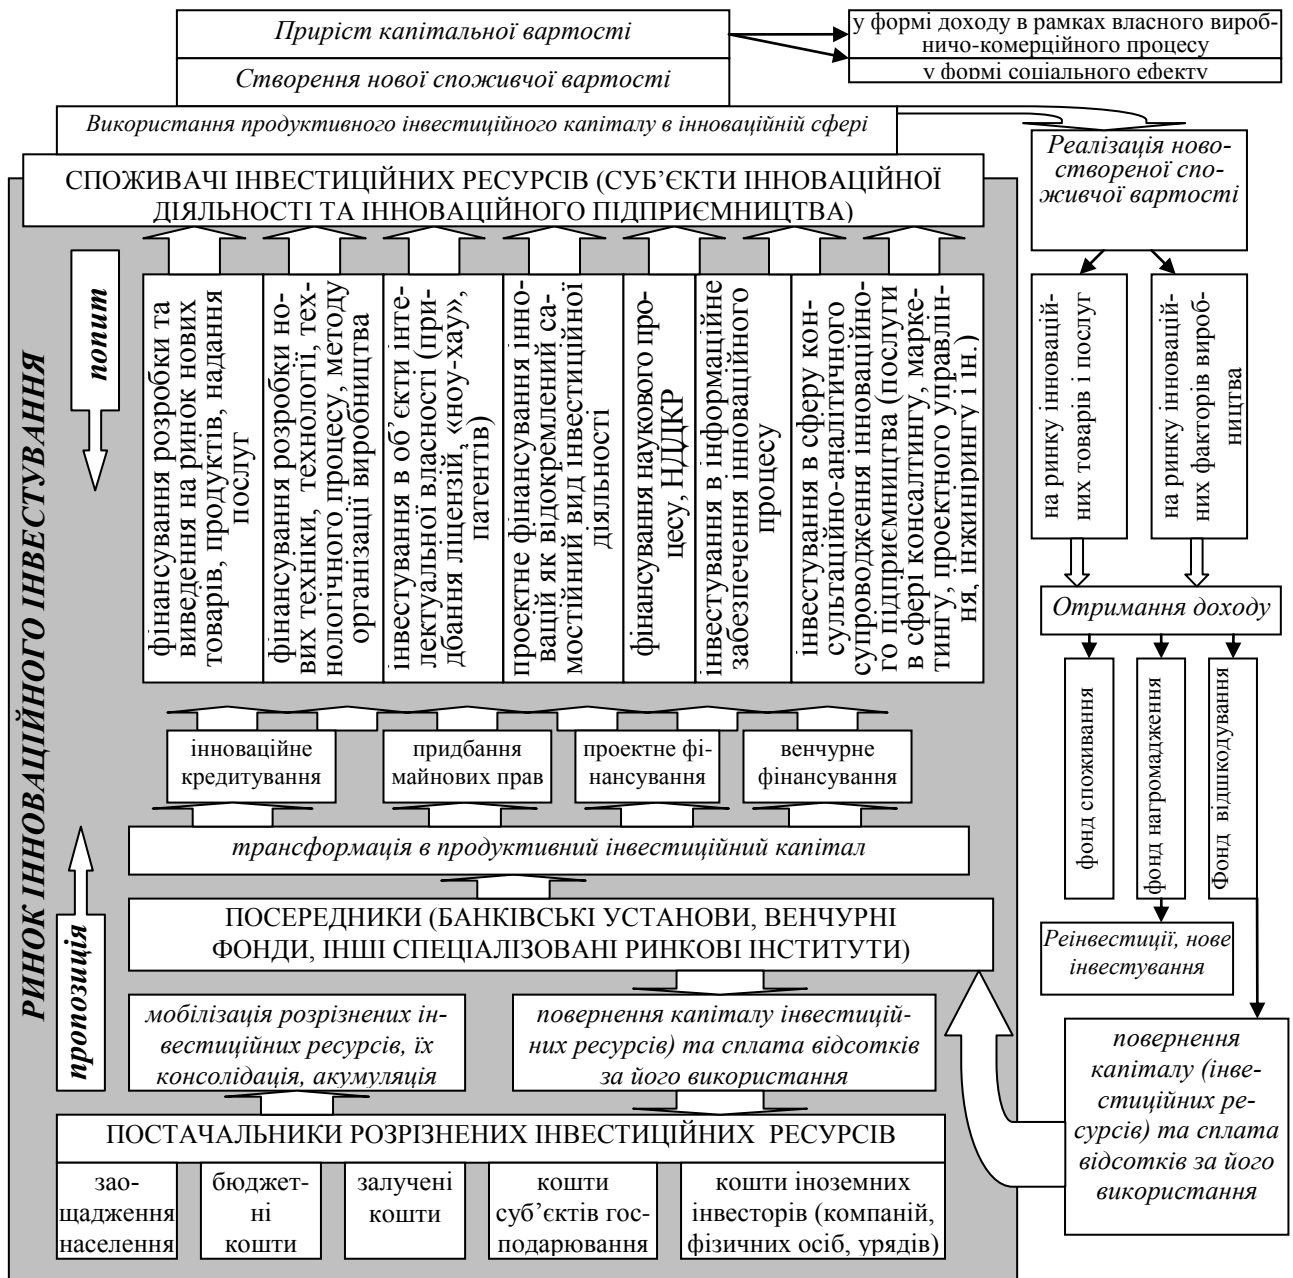 Приріст капітальної вартості
у формі доходу в рамках власного вироб-
ничо-комерційного процесу
у формі соціального ефекту
Створення нової споживчої вартості
Використання продуктивного інвестиційного капіталу в інноваційній сфері
Реалізація ново-
створеної спо-
живчої вартості
СПОЖИВАЧІ ІНВЕСТИЦІЙНИХ РЕСУРСІВ (СУБ’ЄКТИ ІННОВАЦІЙНОЇ
ДІЯЛЬНОСТІ ТА ІННОВАЦІЙНОГО ПІДПРИЄМНИЦТВА)
РИНОК ІННОВАЦІЙНОГО ІНВЕСТУВАННЯ
попит
фінансування розробки та
виведення на ринок нових
товарів, продуктів, надання
послуг
фінансування розробки но-
вих техніки, технології, тех-
нологічного процесу, методу
організації виробництва
інвестування в об’єкти інте-
лектуальної власності (при-
дбання ліцензій, «ноу-хау»,
патентів)
проектне фінансування інно-
вацій як відокремлений са-
мостійний вид інвестиційної
діяльності
фінансування наукового про-
цесу, НДДКР
інвестування в інформаційне
забезпечення інноваційного
процесу
інвестування в сферу кон-
сультаційно-аналітичного
супроводження інноваційно-
го підприємництва (послуги
в сфері консалтингу, марке-
тингу, проектного управлін-
ня, інжинірингу і ін.)
на ринку інновацій-
них товарів і послуг
на ринку інновацій-
них факторів вироб-
ництва
Отримання доходу
фонд споживання
фонд нагромадження
Фонд відшкодування
інноваційне
кредитування
придбання
майнових прав
проектне фі-
нансування
венчурне
фінансування
трансформація в продуктивний інвестиційний капітал
пропозиція
ПОСЕРЕДНИКИ (БАНКІВСЬКІ УСТАНОВИ, ВЕНЧУРНІ
ФОНДИ, ІНШІ СПЕЦІАЛІЗОВАНІ РИНКОВІ ІНСТИТУТИ)
Реінвестиції, нове
інвестування
мобілізація розрізнених ін-
вестиційних ресурсів, їх
консолідація, акумуляція
повернення капіталу інвестицій-
них ресурсів) та сплата відсотків
за його використання
повернення
капіталу (інве-
стиційних ре-
сурсів) та сплата
відсотків за його
використання
ПОСТАЧАЛЬНИКИ РОЗРІЗНЕНИХ ІНВЕСТИЦІЙНИХ РЕСУРСІВ
зао-
щадження
населення
бюджет-
ні
кошти
залучені
кошти
кошти
суб’єктів гос-
подарювання
кошти іноземних
інвесторів (компаній,
фізичних осіб, урядів)